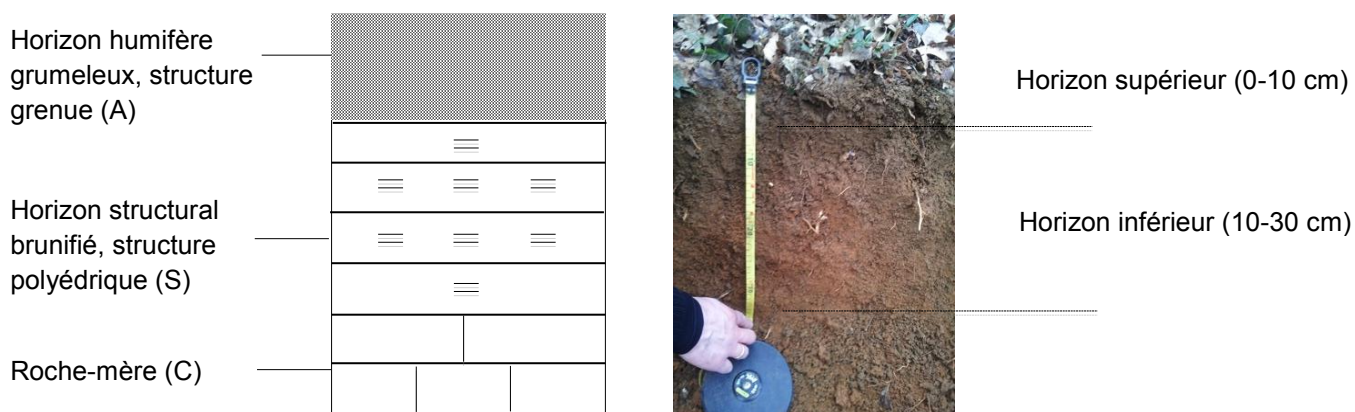 Horizon humifère
grumeleux, structure
grenue (A)
Horizon structural
brunifié, structure
polyédrique (S)
Roche-mère (C)
Horizon supérieur (0-10 cm)
Horizon inférieur (10-30 cm)